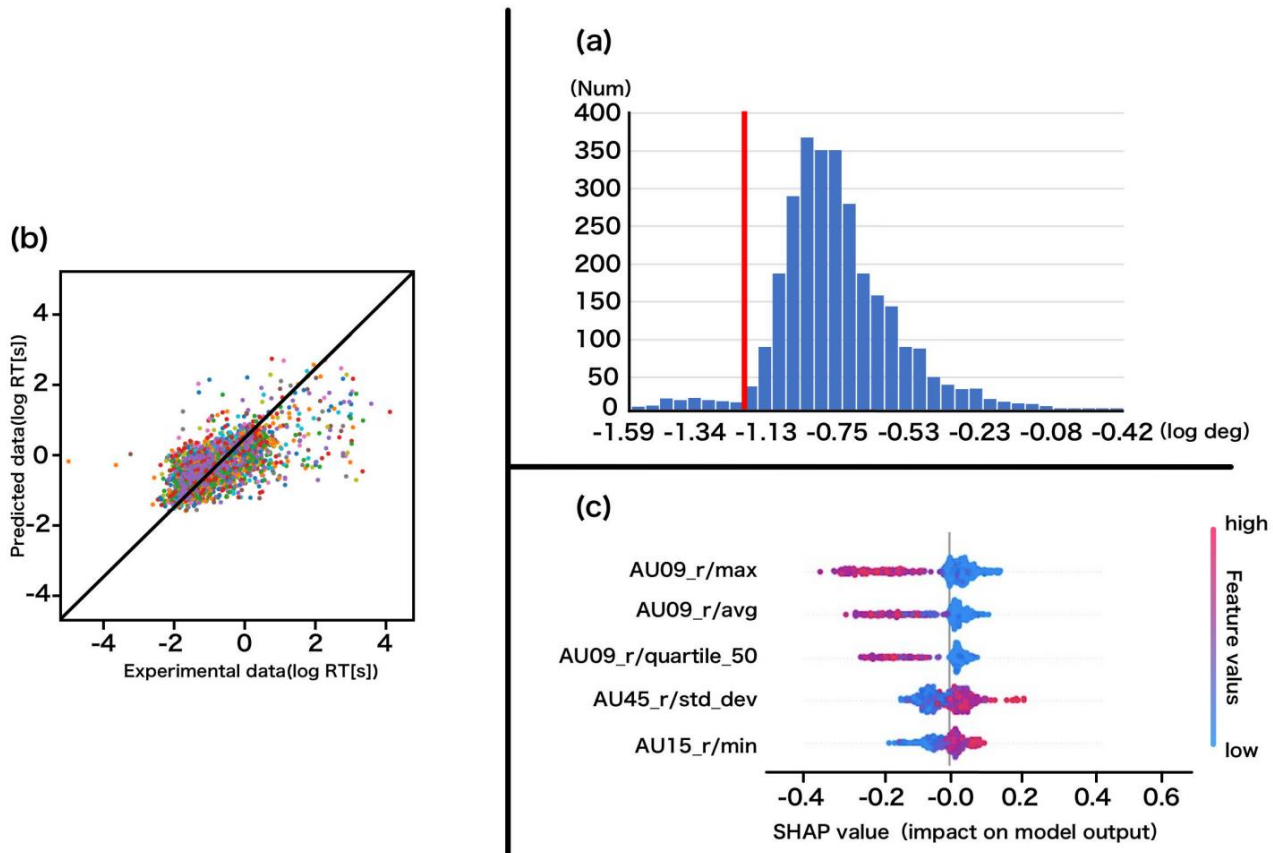 (a)
(Num)
400
350
300
250
200
150
100
50
0
-1.59 -1.34 -1.13 -0.75 -0.53 -0.23 -0.08 -0.42 (log deg)
(b)
Predicted data(log RT[s])
4
2
0
-2
-4
-4 -2 0 2 4
Experimental data(log RT[s])
(c)
AU09_r/max
AU09_r/avg
AU09_r/quartile_50
AU45_r/std_dev
AU15_r/min
-0.4 -0.2 -0.0 0.2 0.4 0.6
SHAP value (impact on model output)
high
Feature valus
low